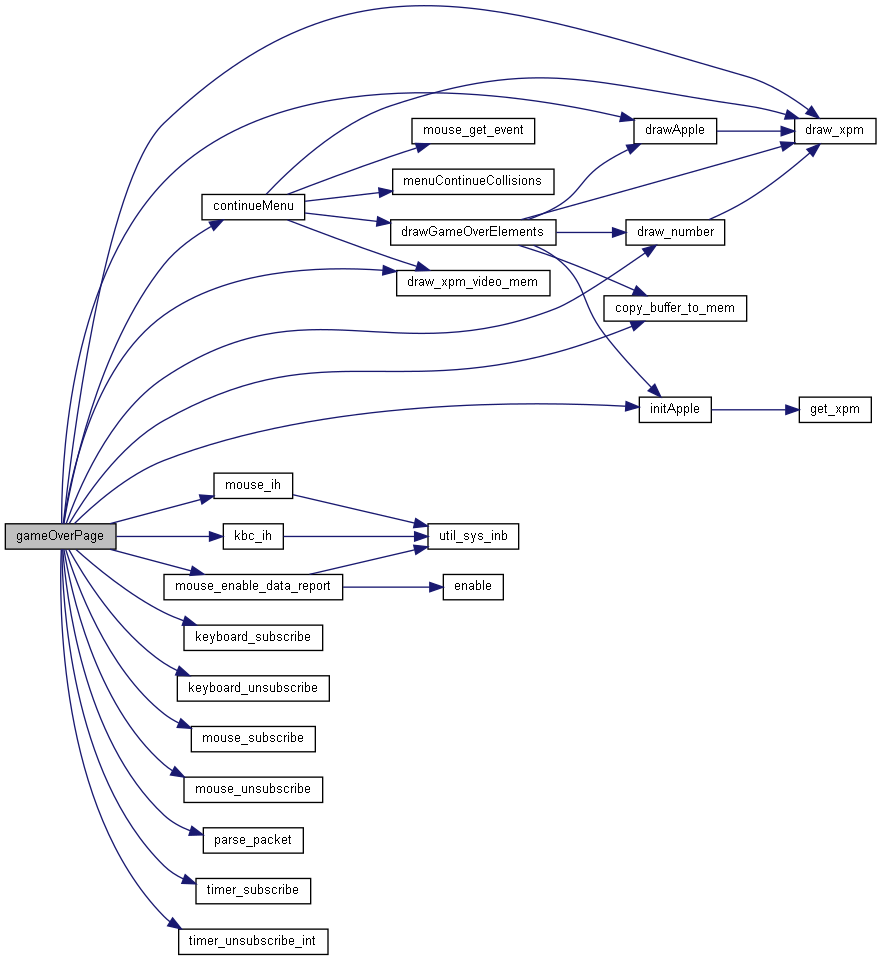 mouse_get_event
drawApple
draw_xpm
menuContinueCollisions
continueMenu
drawGameOverElements
draw_number
draw_xpm_video_mem
copy_buffer_to_mem
initApple
get_xpm
mouse_ih
gameOverPage
kbc_ih
util_sys_inb
mouse_enable_data_report
enable
keyboard_subscribe
keyboard_unsubscribe
mouse_subscribe
mouse_unsubscribe
parse_packet
timer_subscribe
timer_unsubscribe_int